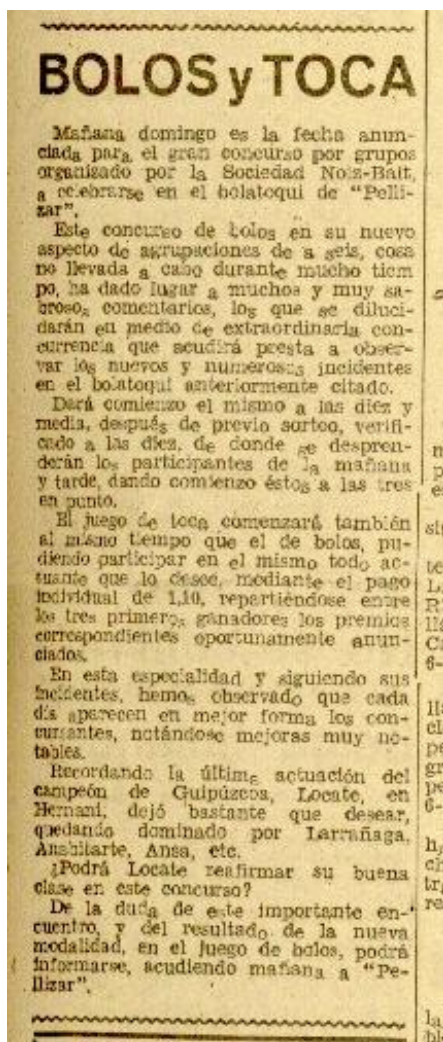 BOLOS y TOCA
Mañana domingo es la fecha anun-
ciada para el gran concurso por grupos
organizado por la Sociedad Noiz-Bait,
a celebrarse en el bolatoqui de "Pelli-
zar".
Este concurso de bolos en su nuevo
aspecto de agrupaciones de a seis, cosa
no llevada a cabo durante mucho tiem
po, ha dado lugar a muchos y muy sa-
brosos comentarios, los que se diluci-
darán en medio de extraordinaria con-
currencia que acudirá presta a obser-
var los nuevos y numerosos incidentes
en el bolatoqui anteriormente citado.
Dará comienzo el mismo a las diez y
media, después de previo sorteo, verifi-
cado a las diez, de donde se despren-
derán los participantes de la mañana
y tarde, dando comienzo éstos a las tres
en punto.
El juego de toca comenzará también
al mismo tiempo que el de bolos, pu-
diendo participar en el mismo todo ac-
tuante que lo desee, mediante el pago
individual de 1,10, repartiéndose entre
los tres primeros ganadores los premios
correspondientes oportunamente anun-
ciados.
En esta especialidad y siguiendo sus
incidentes, hemos observado que cada
día aparecen en mejor forma los con-
cursantes, notándose mejoras muy no-
tables.
Recordando la última actuación del
campeón de Guipúzcoa, Locate, en
Hernani, dejó bastante que desear,
quedando dominado por Larrañaga,
Anabitarte, Ansa, etc.
¿Podrá Locate reafirmar su buena
clase en este concurso?
De la duda de este importante en-
cuentro, y del resultado de la nueva
modalidad, en el juego de bolos, podrá
informarse, acudiendo mañana a "Pe-
llizar".